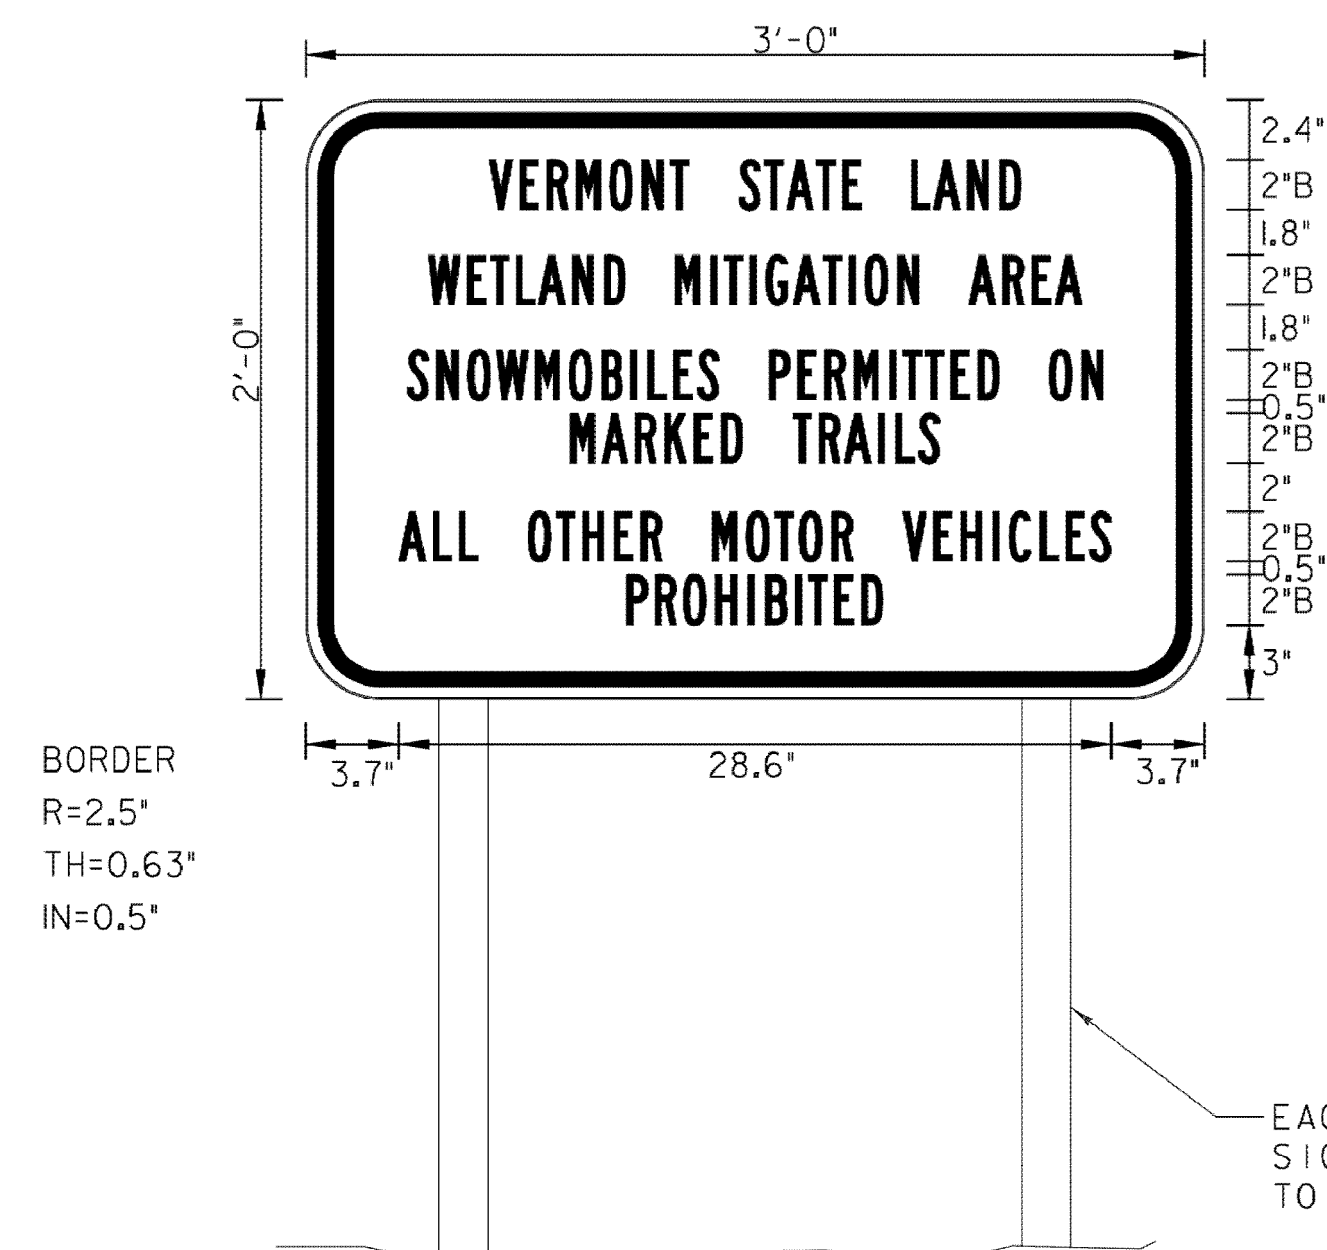 3'-0"
2.4"
2"B
1.8"
2"B
1.8"
2"B
0.5"
2"B
2"
2"B
0.5"
2"B
3"
2'-0"
VERMONT STATE LAND
WETLAND MITIGATION AREA
SNOWMOBILES PERMITTED ON
MARKED TRAILS
ALL OTHER MOTOR VEHICLES
PROHIBITED
3.7"
28.6"
3.7"
BORDER
R=2.5"
TH=0.63"
IN=0.5"
TO